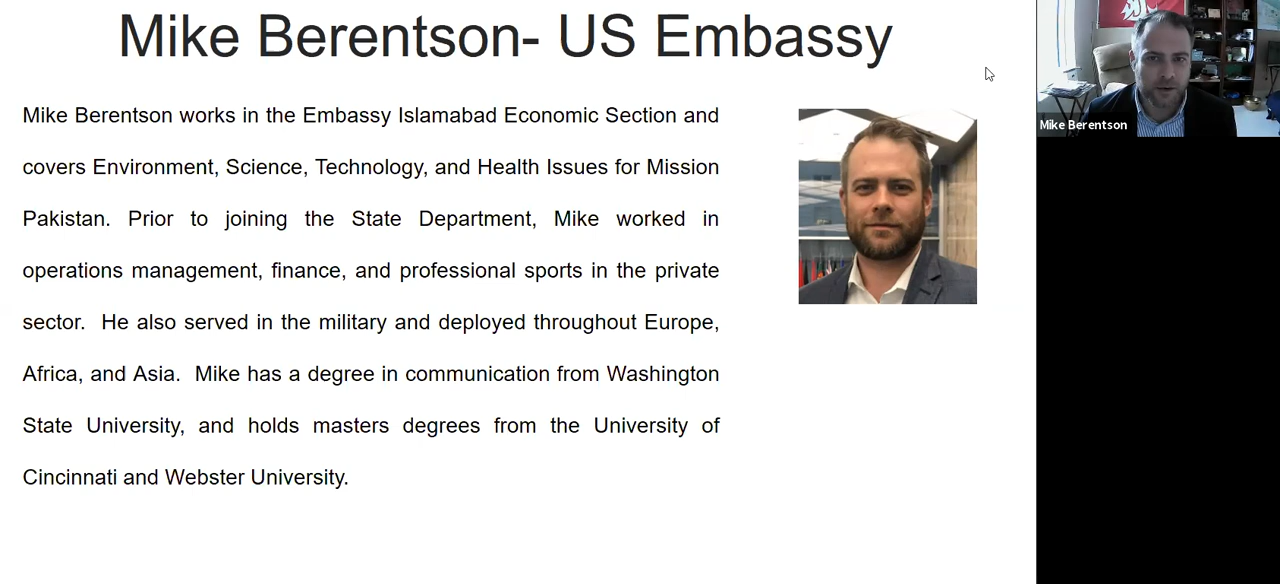 Mike Berentson- US Embassy
Mike Berentson works in the Embassy Islamabad Economic Section and
covers Environment, Science, Technology, and Health Issues for Mission
Pakistan. Prior to joining the State Department, Mike worked in
operations management, finance, and professional sports in the private
sector. He also served in the military and deployed throughout Europe,
Africa, and Asia. Mike has a degree in communication from Washington
State University, and holds masters degrees from the University of
Cincinnati and Webster University.
Mike Berentson